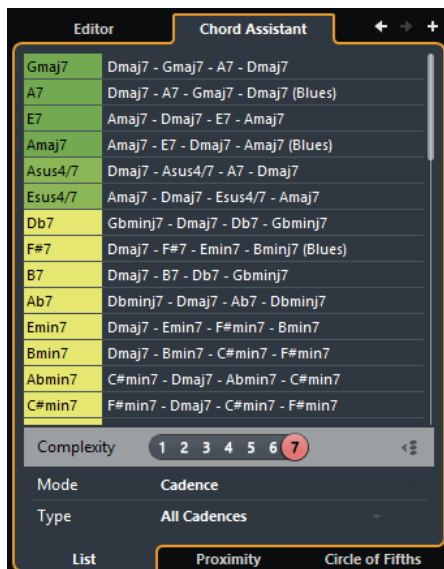 Editor Chord Assistant
Gmaj7 Dmaj7 - Gmaj7 - A7 - Dmaj7
A7 Dmaj7 - A7 - Gmaj7 - Dmaj7 (Blues)
E7 Amaj7 - Dmaj7 - E7 - Amaj7
Amaj7 Amaj7 - E7 - Dmaj7 - Amaj7 (Blues)
Asus4/7 Dmaj7 - Asus4/7 - A7 - Dmaj7
Esus4/7 Amaj7 - Dmaj7 - Esus4/7 - Amaj7
Db7 Gbminj7 - Dmaj7 - Db7 - Gbminj7
F#7 Dmaj7 - F#7 - Emin7 - Bminj7 (Blues)
B7 Dmaj7 - B7 - Db7 - Gbminj7
Ab7 Dbminj7 - Dmaj7 - Ab7 - Dbminj7
Emin7 Dmaj7 - Emin7 - F#min7 - Bmin7
Bmin7 Dmaj7 - Bmin7 - C#min7 - F#min7
Abmin7 C#min7 - Dmaj7 - Abmin7 - C#min7
C#min7 F#min7 - Dmaj7 - C#min7 - F#min7
Complexity 1 2 3 4 5 6 7
Mode Cadence
Type All Cadences
List Proximity Circle of Fifths